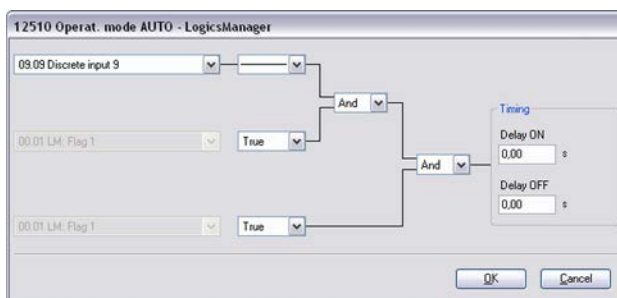 12510 Operat. mode AUTO - LogicsManager
09.09 Discrete input 9
And
Timing
00.01 LM: Flag 1
True
Delay ON
0,00 s
And
Delay OFF
0,00 s
00.01 LM: Flag 1
True
OK
Cancel